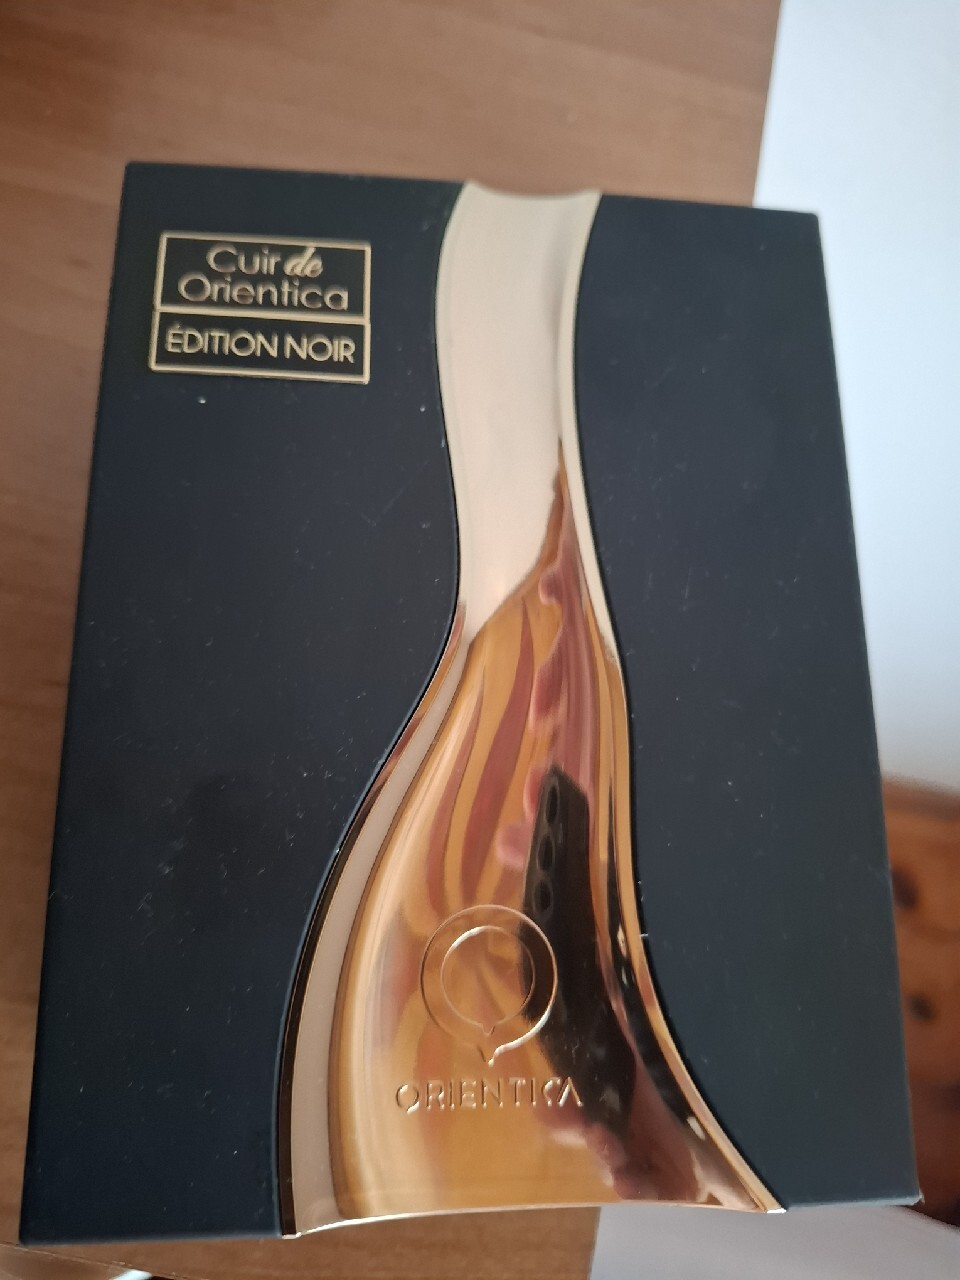 Cuir de
Orientica
ÉDITION NOIR
ORIENTICA